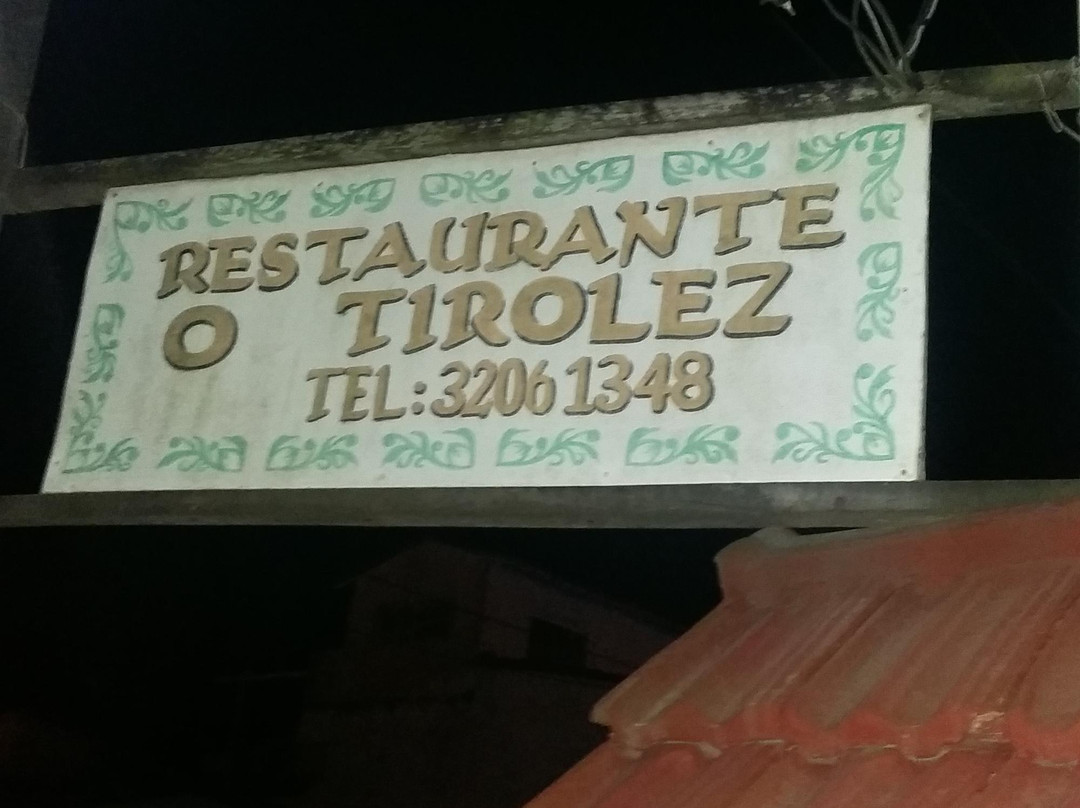 RESTAURANTE
O TIROLEZ
TEL: 3206 1348